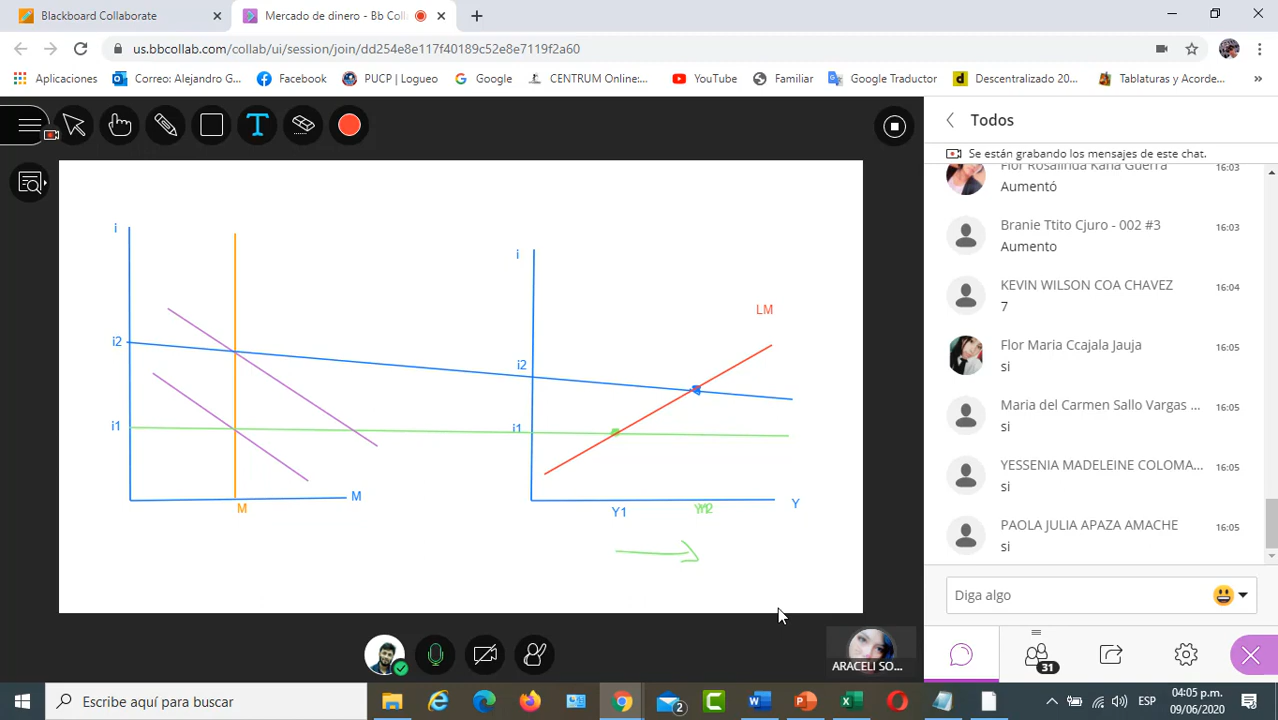 Blackboard Collaborate
Mercado de dinero - Bb Coll
us.bbcollab.com/collab/ui/session/join/dd254e8e117f40189c52e8e7119f2a60
Aplicaciones
Correo: Alejandro G...
Facebook
PUCP | Logueo
Google
CENTRUM Online:...
YouTube
Familiar
Google Traductor
Descentralizado 20...
Tablaturas y Acorde...
»
Todos
Se están grabando los mensajes de este chat.
Flor Rosalinda Kana Guerra
16:03
Aumentó
Branie Ttito Cjuro - 002 #3
16:03
Aumento
KEVIN WILSON COA CHAVEZ
16:04
7
Flor Maria Ccajala Jauja
16:05
si
Maria del Carmen Sallo Vargas ...
16:05
si
YESSENIA MADELEINE COLOMA...
16:05
si
PAOLA JULIA APAZA AMACHE
16:05
si
Diga algo
31
T
i
i2
i1
M
M
i
LM
i2
i1
Y
Y1
ARACELI SO...
Escribe aquí para buscar
2
ESP
04:05 p.m.
09/06/2020